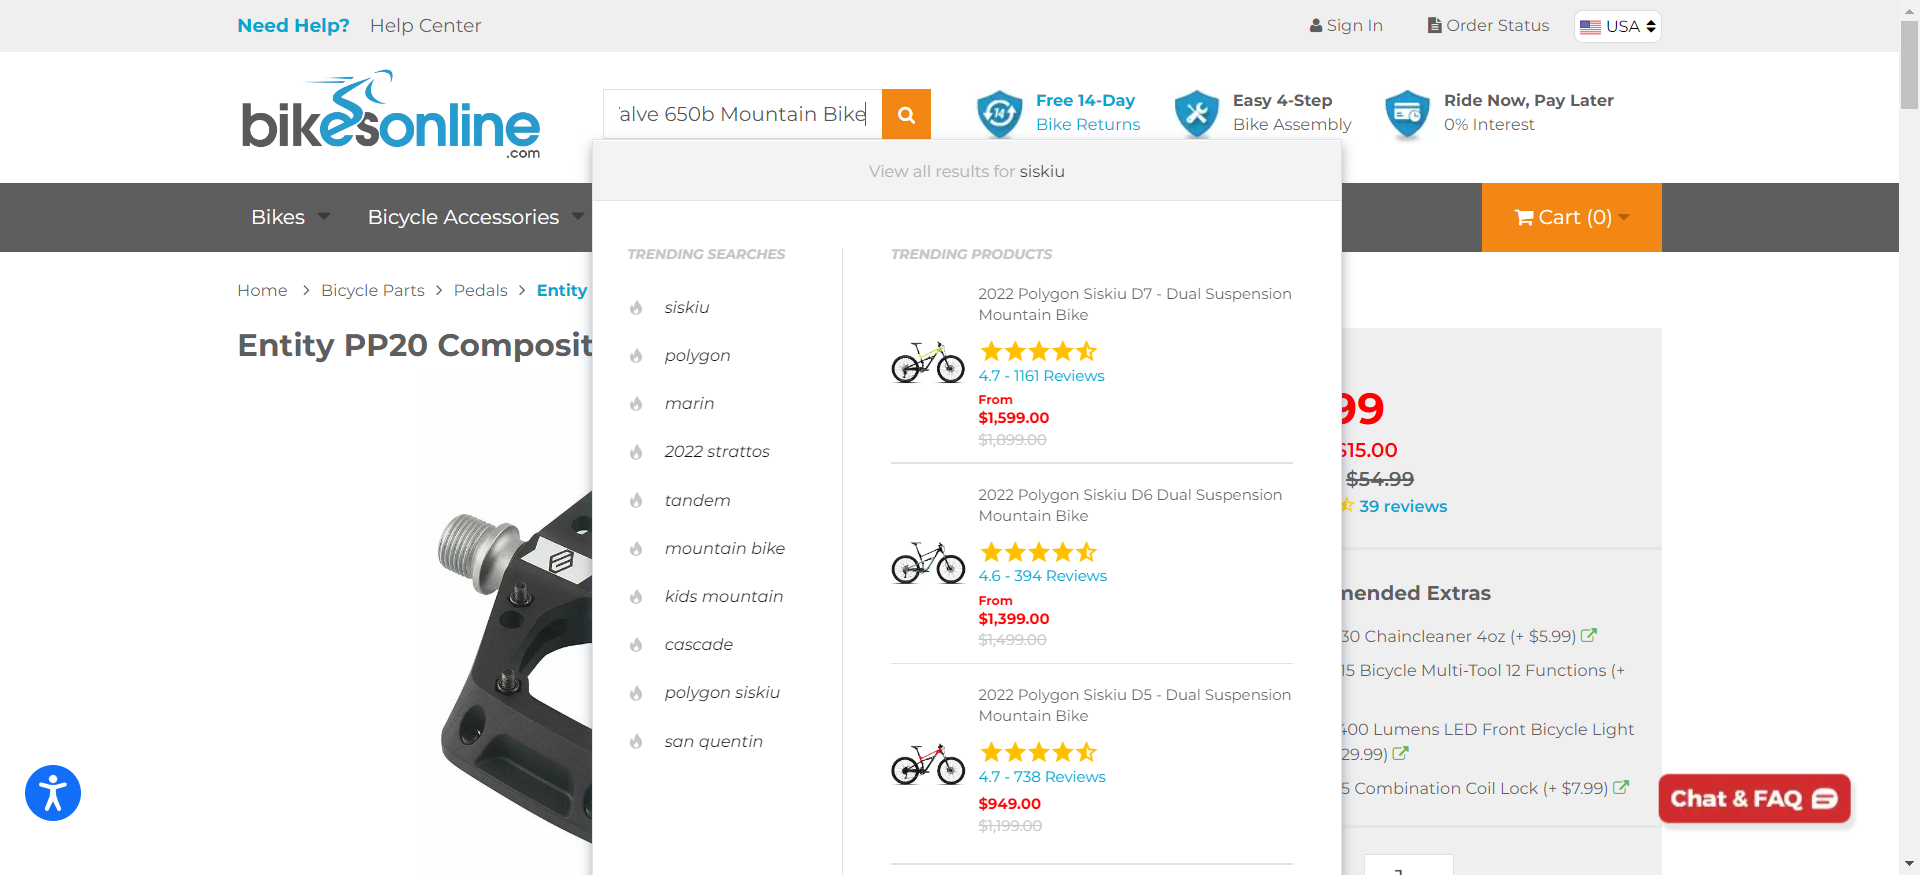 Need Help? Help Center
Sign In Order Status USA
bikesonline
.com
alve 650b Mountain Bike
Free 14-Day
Bike Returns
Easy 4-Step
Bike Assembly
Ride Now, Pay Later
0% Interest
View all results for siskiu
Bikes Bicycle Accessories
Cart (0)
Home > Bicycle Parts > Pedals > Entity
Entity PP20 Composit
TRENDING SEARCHES
siskiu
polygon
marin
2022 strattos
tandem
mountain bike
kids mountain
cascade
polygon siskiu
san quentin
TRENDING PRODUCTS
2022 Polygon Siskiu D7 - Dual Suspension
Mountain Bike
4.7 - 1161 Reviews
From
$1,599.00
$1,899.00
2022 Polygon Siskiu D6 Dual Suspension
Mountain Bike
4.6 - 394 Reviews
From
$1,399.00
$1,499.00
2022 Polygon Siskiu D5 - Dual Suspension
Mountain Bike
4.7 - 738 Reviews
$949.00
$1,199.00
99
$15.00
$54.99
39 reviews
mended Extras
30 Chaincleaner 4oz (+ $5.99)
15 Bicycle Multi-Tool 12 Functions (+
400 Lumens LED Front Bicycle Light
29.99)
5 Combination Coil Lock (+ $7.99)
Chat & FAQ